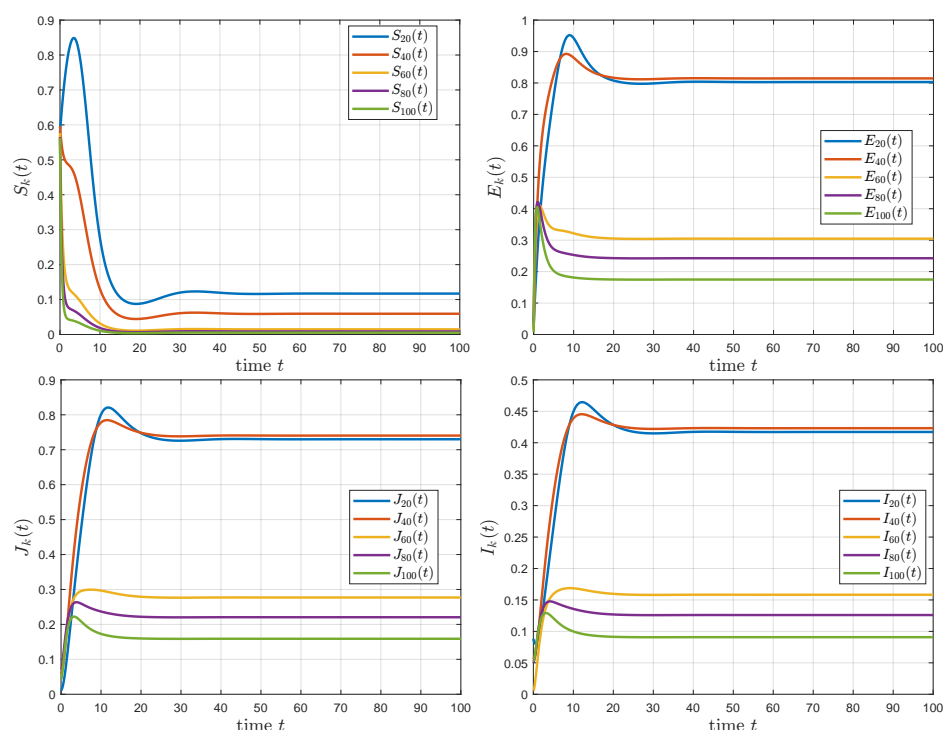 0.9
0.8
0.7
0.6
0.5
0.4
0.3
0.2
0.1
0
S_k(t)
S_20(t)
S_40(t)
S_60(t)
S_80(t)
S_100(t)
0 10 20 30 40 50 60 70 80 90 100
time t
1
0.9
0.8
0.7
0.6
0.5
0.4
0.3
0.2
0.1
0
E_k(t)
E_20(t)
E_40(t)
E_60(t)
E_80(t)
E_100(t)
0 10 20 30 40 50 60 70 80 90 100
time t
0.9
0.8
0.7
0.6
0.5
0.4
0.3
0.2
0.1
0
J_k(t)
J_20(t)
J_40(t)
J_60(t)
J_80(t)
J_100(t)
0 10 20 30 40 50 60 70 80 90 100
time t
0.5
0.45
0.4
0.35
0.3
0.25
0.2
0.15
0.1
0.05
0
I_k(t)
I_20(t)
I_40(t)
I_60(t)
I_80(t)
I_100(t)
0 10 20 30 40 50 60 70 80 90 100
time t